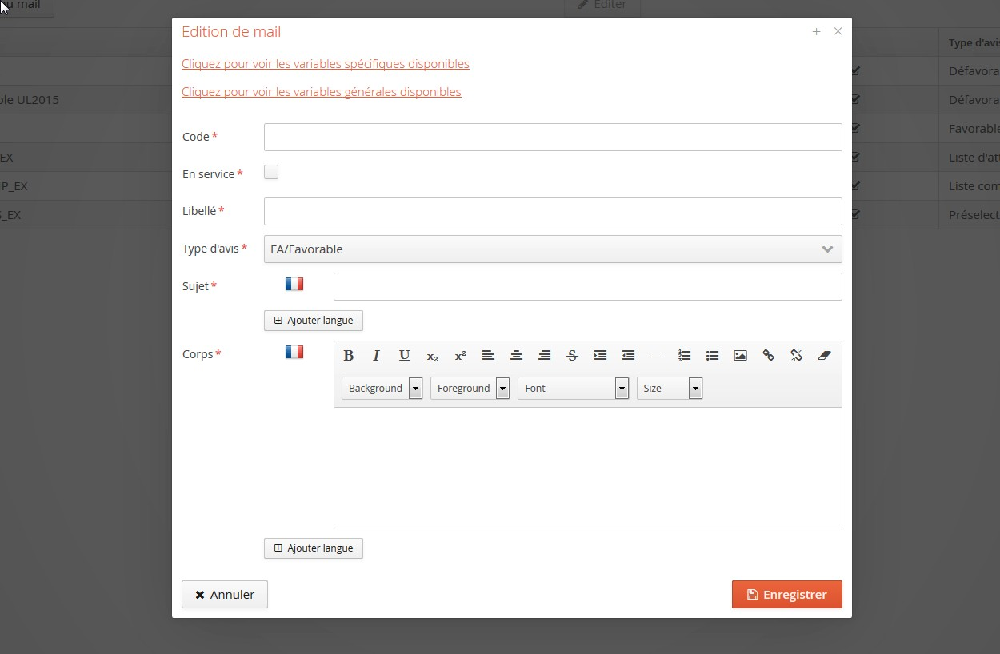 u mail
Editer
Edition de mail
Cliquez pour voir les variables spécifiques disponibles
Cliquez pour voir les variables générales disponibles
Type d'avis
Code *
Défavora
ble UL2015
Défavora
Favorable
En service *
EX
Liste d'att
P_EX
Liste com
Libellé *
S_EX
Préselect
Type d'avis *
FA/Favorable
Sujet *
Ajouter langue
Corps *
B I U x₂ x² S
Background Foreground Font Size
Ajouter langue
Annuler
Enregistrer